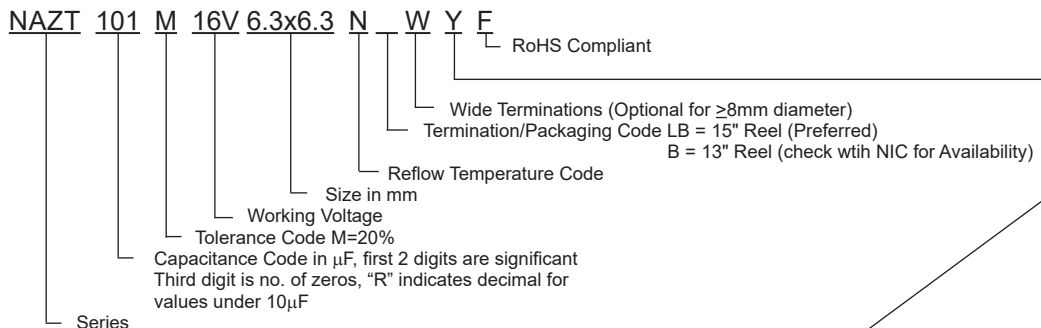 NAZT 101 M 16V 6.3x6.3 N _ W Y F
RoHS Compliant
Wide Terminations (Optional for ≥8mm diameter)
Termination/Packaging Code LB = 15" Reel (Preferred)
B = 13" Reel (check wtih NIC for Availability)
Reflow Temperature Code
Size in mm
Working Voltage
Tolerance Code M=20%
Capacitance Code in μF, first 2 digits are significant
Third digit is no. of zeros, “R” indicates decimal for
values under 10μF
Series